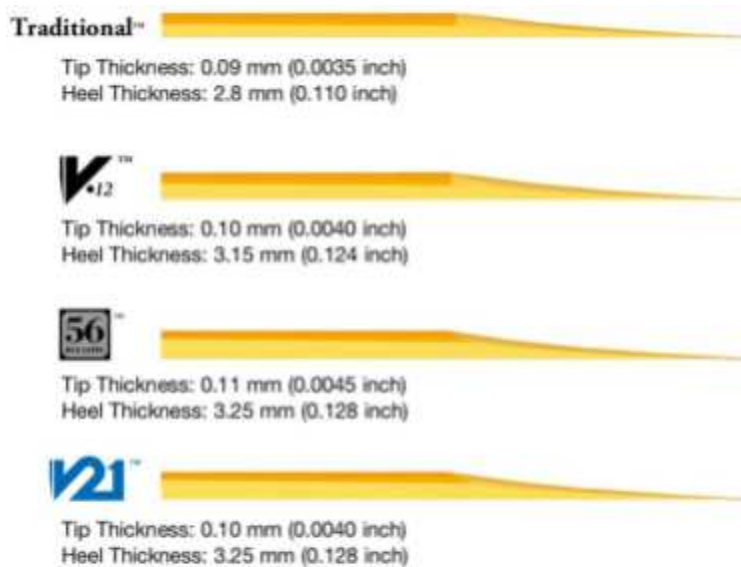 Traditional™
Tip Thickness: 0.09 mm (0.0035 inch)
Heel Thickness: 2.8 mm (0.110 inch)
V•12™
Tip Thickness: 0.10 mm (0.0040 inch)
Heel Thickness: 3.15 mm (0.124 inch)
56™
Tip Thickness: 0.11 mm (0.0045 inch)
Heel Thickness: 3.25 mm (0.128 inch)
V21™
Tip Thickness: 0.10 mm (0.0040 inch)
Heel Thickness: 3.25 mm (0.128 inch)